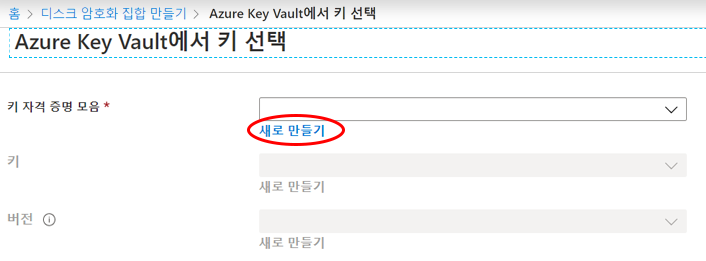 홈 > 디스크 암호화 집합 만들기 > Azure Key Vault에서 키 선택
Azure Key Vault에서 키 선택
키 자격 증명 모음 *
새로 만들기
키
새로 만들기
버전
새로 만들기